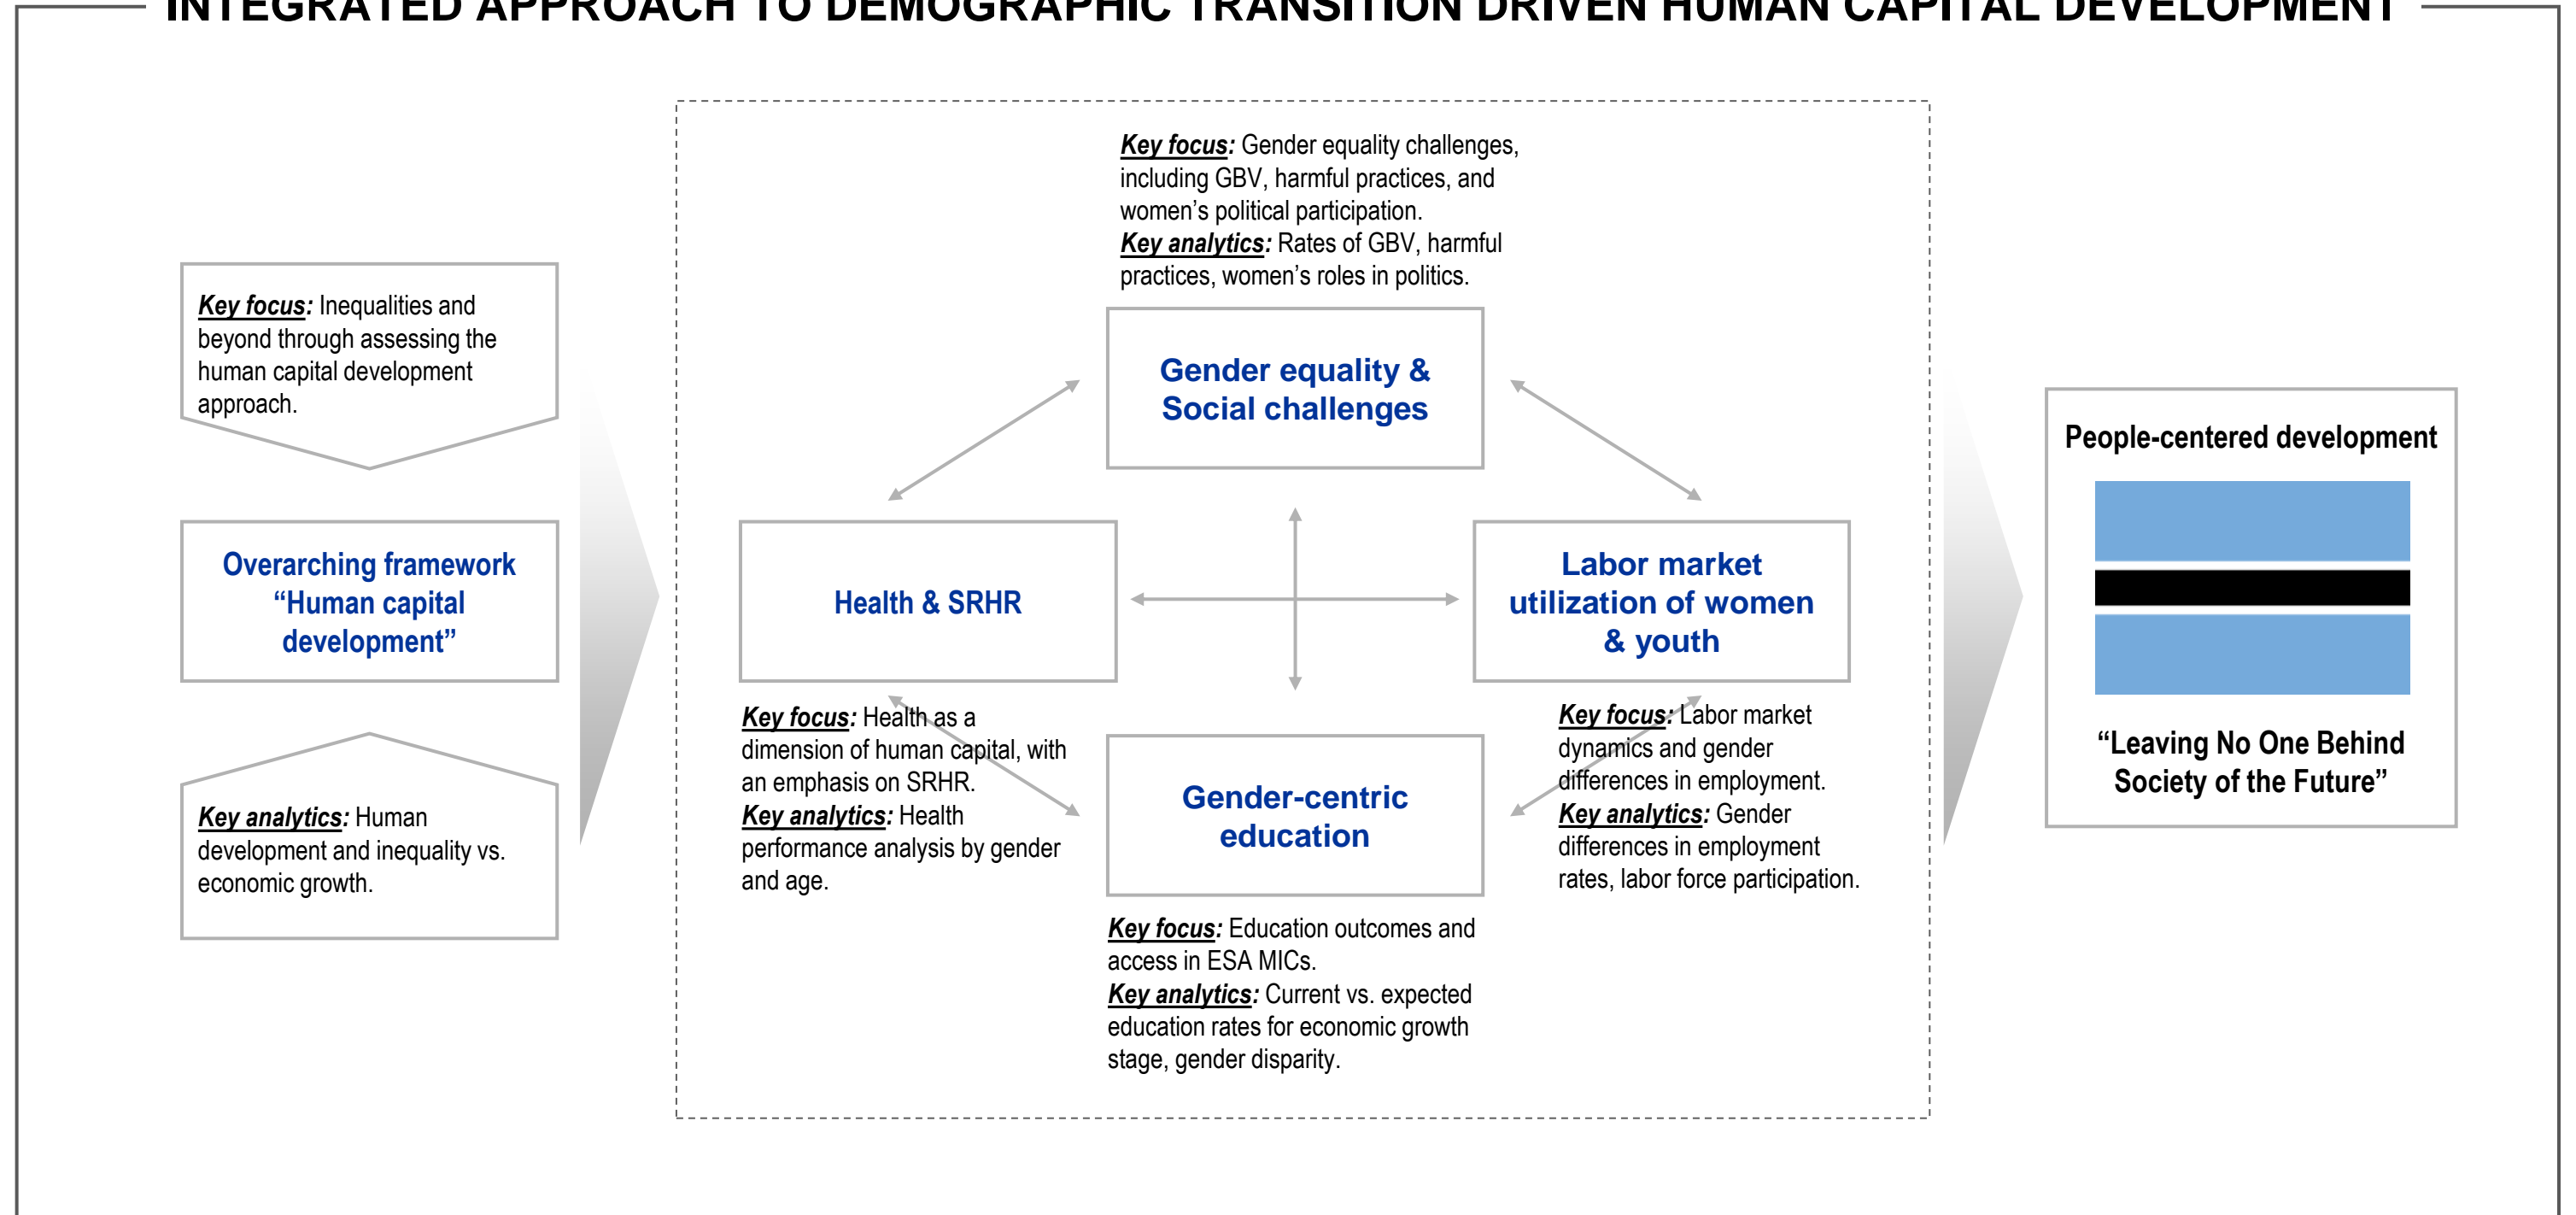 INTEGRATED APPROACH TO DEMOGRAPHIC TRANSITION DRIVEN HUMAN CAPITAL DEVELOPMENT
Key focus: Inequalities and
beyond through assessing the
human capital development
approach.
Overarching framework
“Human capital
development”
Key analytics: Human
development and inequality vs.
economic growth.
Key focus: Gender equality challenges,
including GBV, harmful practices, and
women’s political participation.
Key analytics: Rates of GBV, harmful
practices, women’s roles in politics.
Gender equality &
Social challenges
Health & SRHR
Key focus: Health as a
dimension of human capital, with
an emphasis on SRHR.
Key analytics: Health
performance analysis by gender
and age.
Labor market
utilization of women
& youth
Key focus: Labor market
dynamics and gender
differences in employment.
Key analytics: Gender
differences in employment
rates, labor force participation.
Gender-centric
education
Key focus: Education outcomes and
access in ESA MICs.
Key analytics: Current vs. expected
education rates for economic growth
stage, gender disparity.
People-centered development
“Leaving No One Behind
Society of the Future”